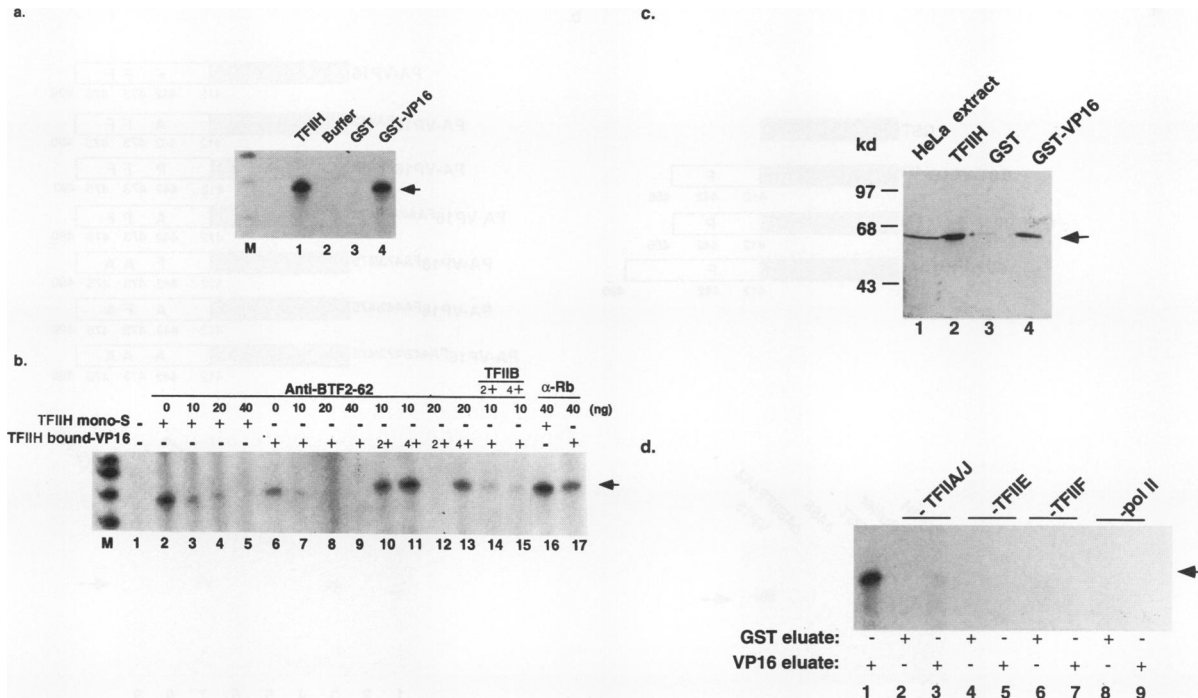 a.
TFIIH
Buffer
GST
GST-VP16
M 1 2 3 4
b.
Anti-BTF2-62
TFIIB
2+ 4+
α-Rb
0 10 20 40 0 10 20 40 10 10 20 20 10 10 40 40 (ng)
TFIIH mono-S - + + + + - - - - - - - - - - + -
TFIIH bound-VP16 - - - - - + + + + 2+ 4+ 2+ 4+ + + - +
M 1 2 3 4 5 6 7 8 9 10 11 12 13 14 15 16 17
c.
HeLa extract
TFIIH
GST
GST-VP16
kd
97
68
43
1 2 3 4
d.
- TFIIA/J
-TFIIE
-TFIIF
-pol II
GST eluate: - + - + - + - + -
VP16 eluate: + - + - + - + - +
1 2 3 4 5 6 7 8 9